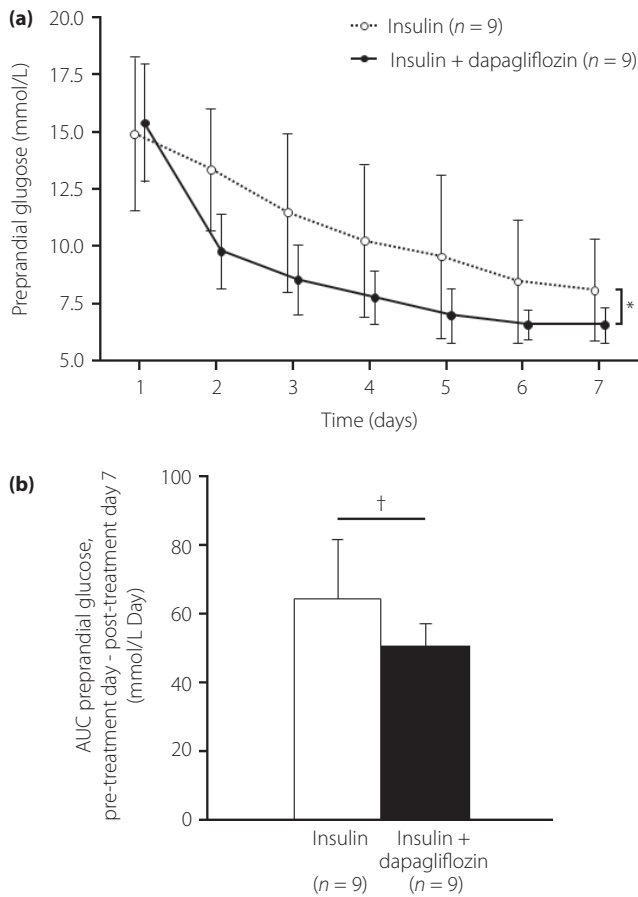 (a)
Insulin (n = 9)
Insulin + dapagliflozin (n = 9)
Preprandial glugose (mmol/L)
20.0
17.5
15.0
12.5
10.0
7.5
5.0
*
1 2 3 4 5 6 7
Time (days)
(b)
AUC preprandial glucose,
pre-treatment day - post-treatment day 7
(mmol/L Day)
100
80
60
40
20
0
†
Insulin
(n = 9)
Insulin +
dapagliflozin
(n = 9)